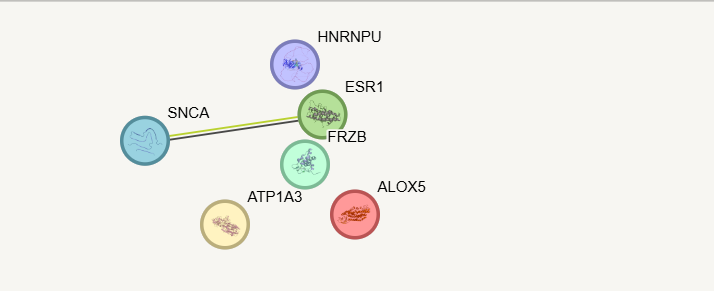 HNRNPU
ESR1
SNCA
FRZB
ALOX5
ATP1A3